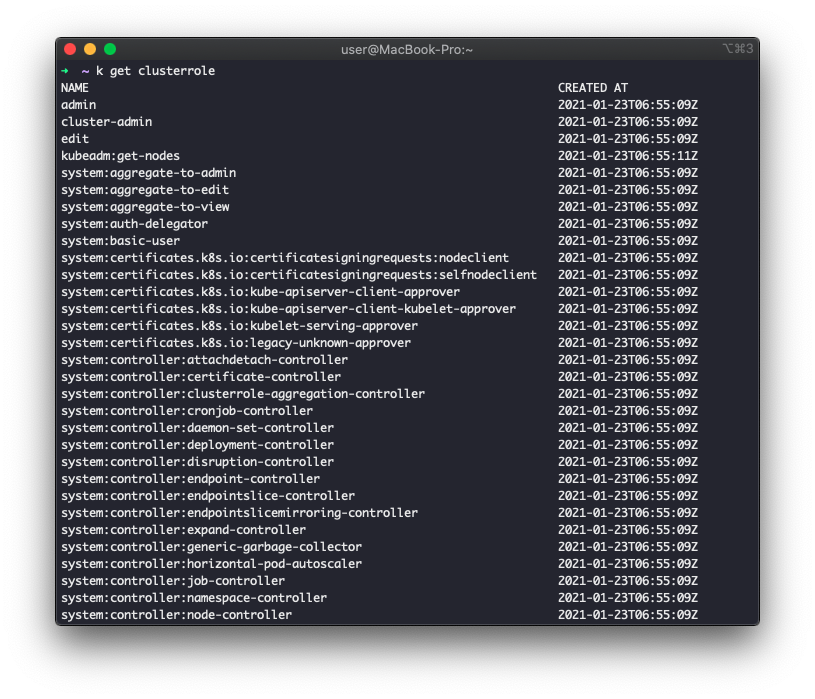 user@MacBook-Pro:~ ⌥⌘3
➜ ~ k get clusterrole
NAME CREATED AT
admin 2021-01-23T06:55:09Z
cluster-admin 2021-01-23T06:55:09Z
edit 2021-01-23T06:55:09Z
kubeadm:get-nodes 2021-01-23T06:55:11Z
system:aggregate-to-admin 2021-01-23T06:55:09Z
system:aggregate-to-edit 2021-01-23T06:55:09Z
system:aggregate-to-view 2021-01-23T06:55:09Z
system:auth-delegator 2021-01-23T06:55:09Z
system:basic-user 2021-01-23T06:55:09Z
system:certificates.k8s.io:certificatesigningrequests:nodeclient 2021-01-23T06:55:09Z
system:certificates.k8s.io:certificatesigningrequests:selfnodeclient 2021-01-23T06:55:09Z
system:certificates.k8s.io:kube-apiserver-client-approver 2021-01-23T06:55:09Z
system:certificates.k8s.io:kube-apiserver-client-kubelet-approver 2021-01-23T06:55:09Z
system:certificates.k8s.io:kubelet-serving-approver 2021-01-23T06:55:09Z
system:certificates.k8s.io:legacy-unknown-approver 2021-01-23T06:55:09Z
system:controller:attachdetach-controller 2021-01-23T06:55:09Z
system:controller:certificate-controller 2021-01-23T06:55:09Z
system:controller:clusterrole-aggregation-controller 2021-01-23T06:55:09Z
system:controller:cronjob-controller 2021-01-23T06:55:09Z
system:controller:daemon-set-controller 2021-01-23T06:55:09Z
system:controller:deployment-controller 2021-01-23T06:55:09Z
system:controller:disruption-controller 2021-01-23T06:55:09Z
system:controller:endpoint-controller 2021-01-23T06:55:09Z
system:controller:endpointslice-controller 2021-01-23T06:55:09Z
system:controller:endpointslicemirroring-controller 2021-01-23T06:55:09Z
system:controller:expand-controller 2021-01-23T06:55:09Z
system:controller:generic-garbage-collector 2021-01-23T06:55:09Z
system:controller:horizontal-pod-autoscaler 2021-01-23T06:55:09Z
system:controller:job-controller 2021-01-23T06:55:09Z
system:controller:namespace-controller 2021-01-23T06:55:09Z
system:controller:node-controller 2021-01-23T06:55:09Z